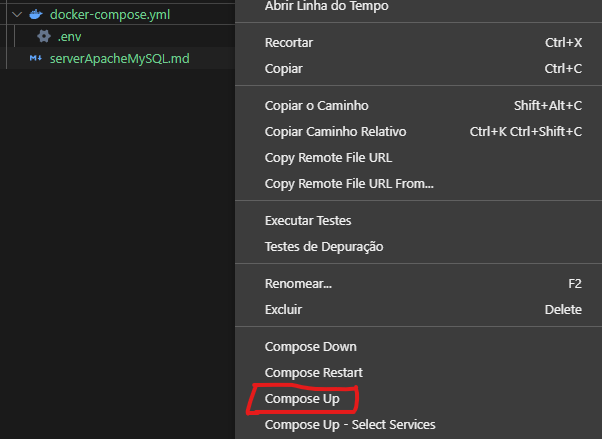 Abrir Linha do Tempo
docker-compose.yml
.env
serverApacheMySQL.md
Recortar Ctrl+X
Copiar Ctrl+C
Copiar o Caminho Shift+Alt+C
Copiar Caminho Relativo Ctrl+K Ctrl+Shift+C
Copy Remote File URL
Copy Remote File URL From...
Executar Testes
Testes de Depuração
Renomear... F2
Excluir Delete
Compose Down
Compose Restart
Compose Up
Compose Up - Select Services